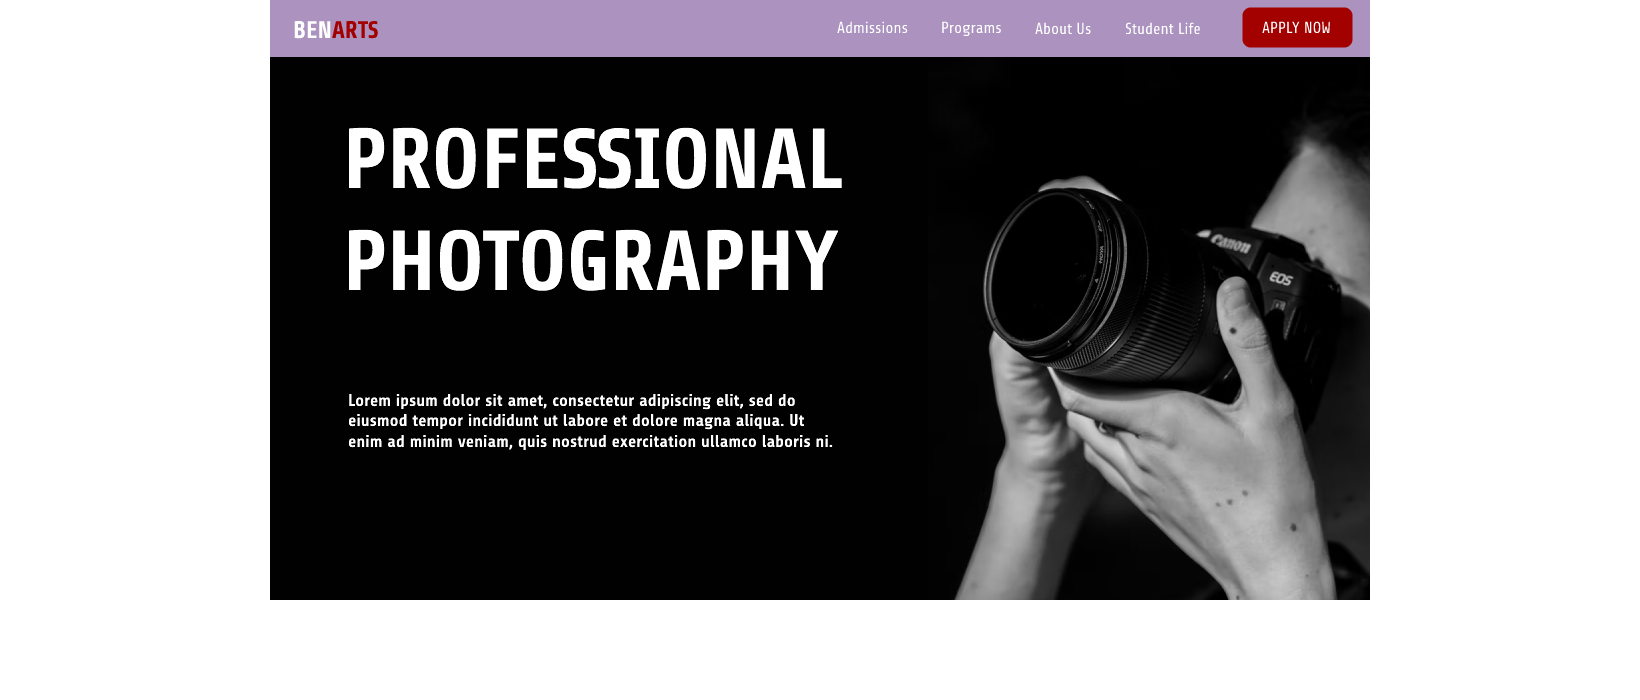 BENARTS
Admissions
Programs
About Us
Student Life
APPLY NOW
PROFESSIONAL
PHOTOGRAPHY
Canon
EOS
Lorem ipsum dolor sit amet, consectetur adipiscing elit, sed do
eiusmod tempor incididunt ut labore et dolore magna aliqua. Ut
enim ad minim veniam, quis nostrud exercitation ullamco laboris ni.